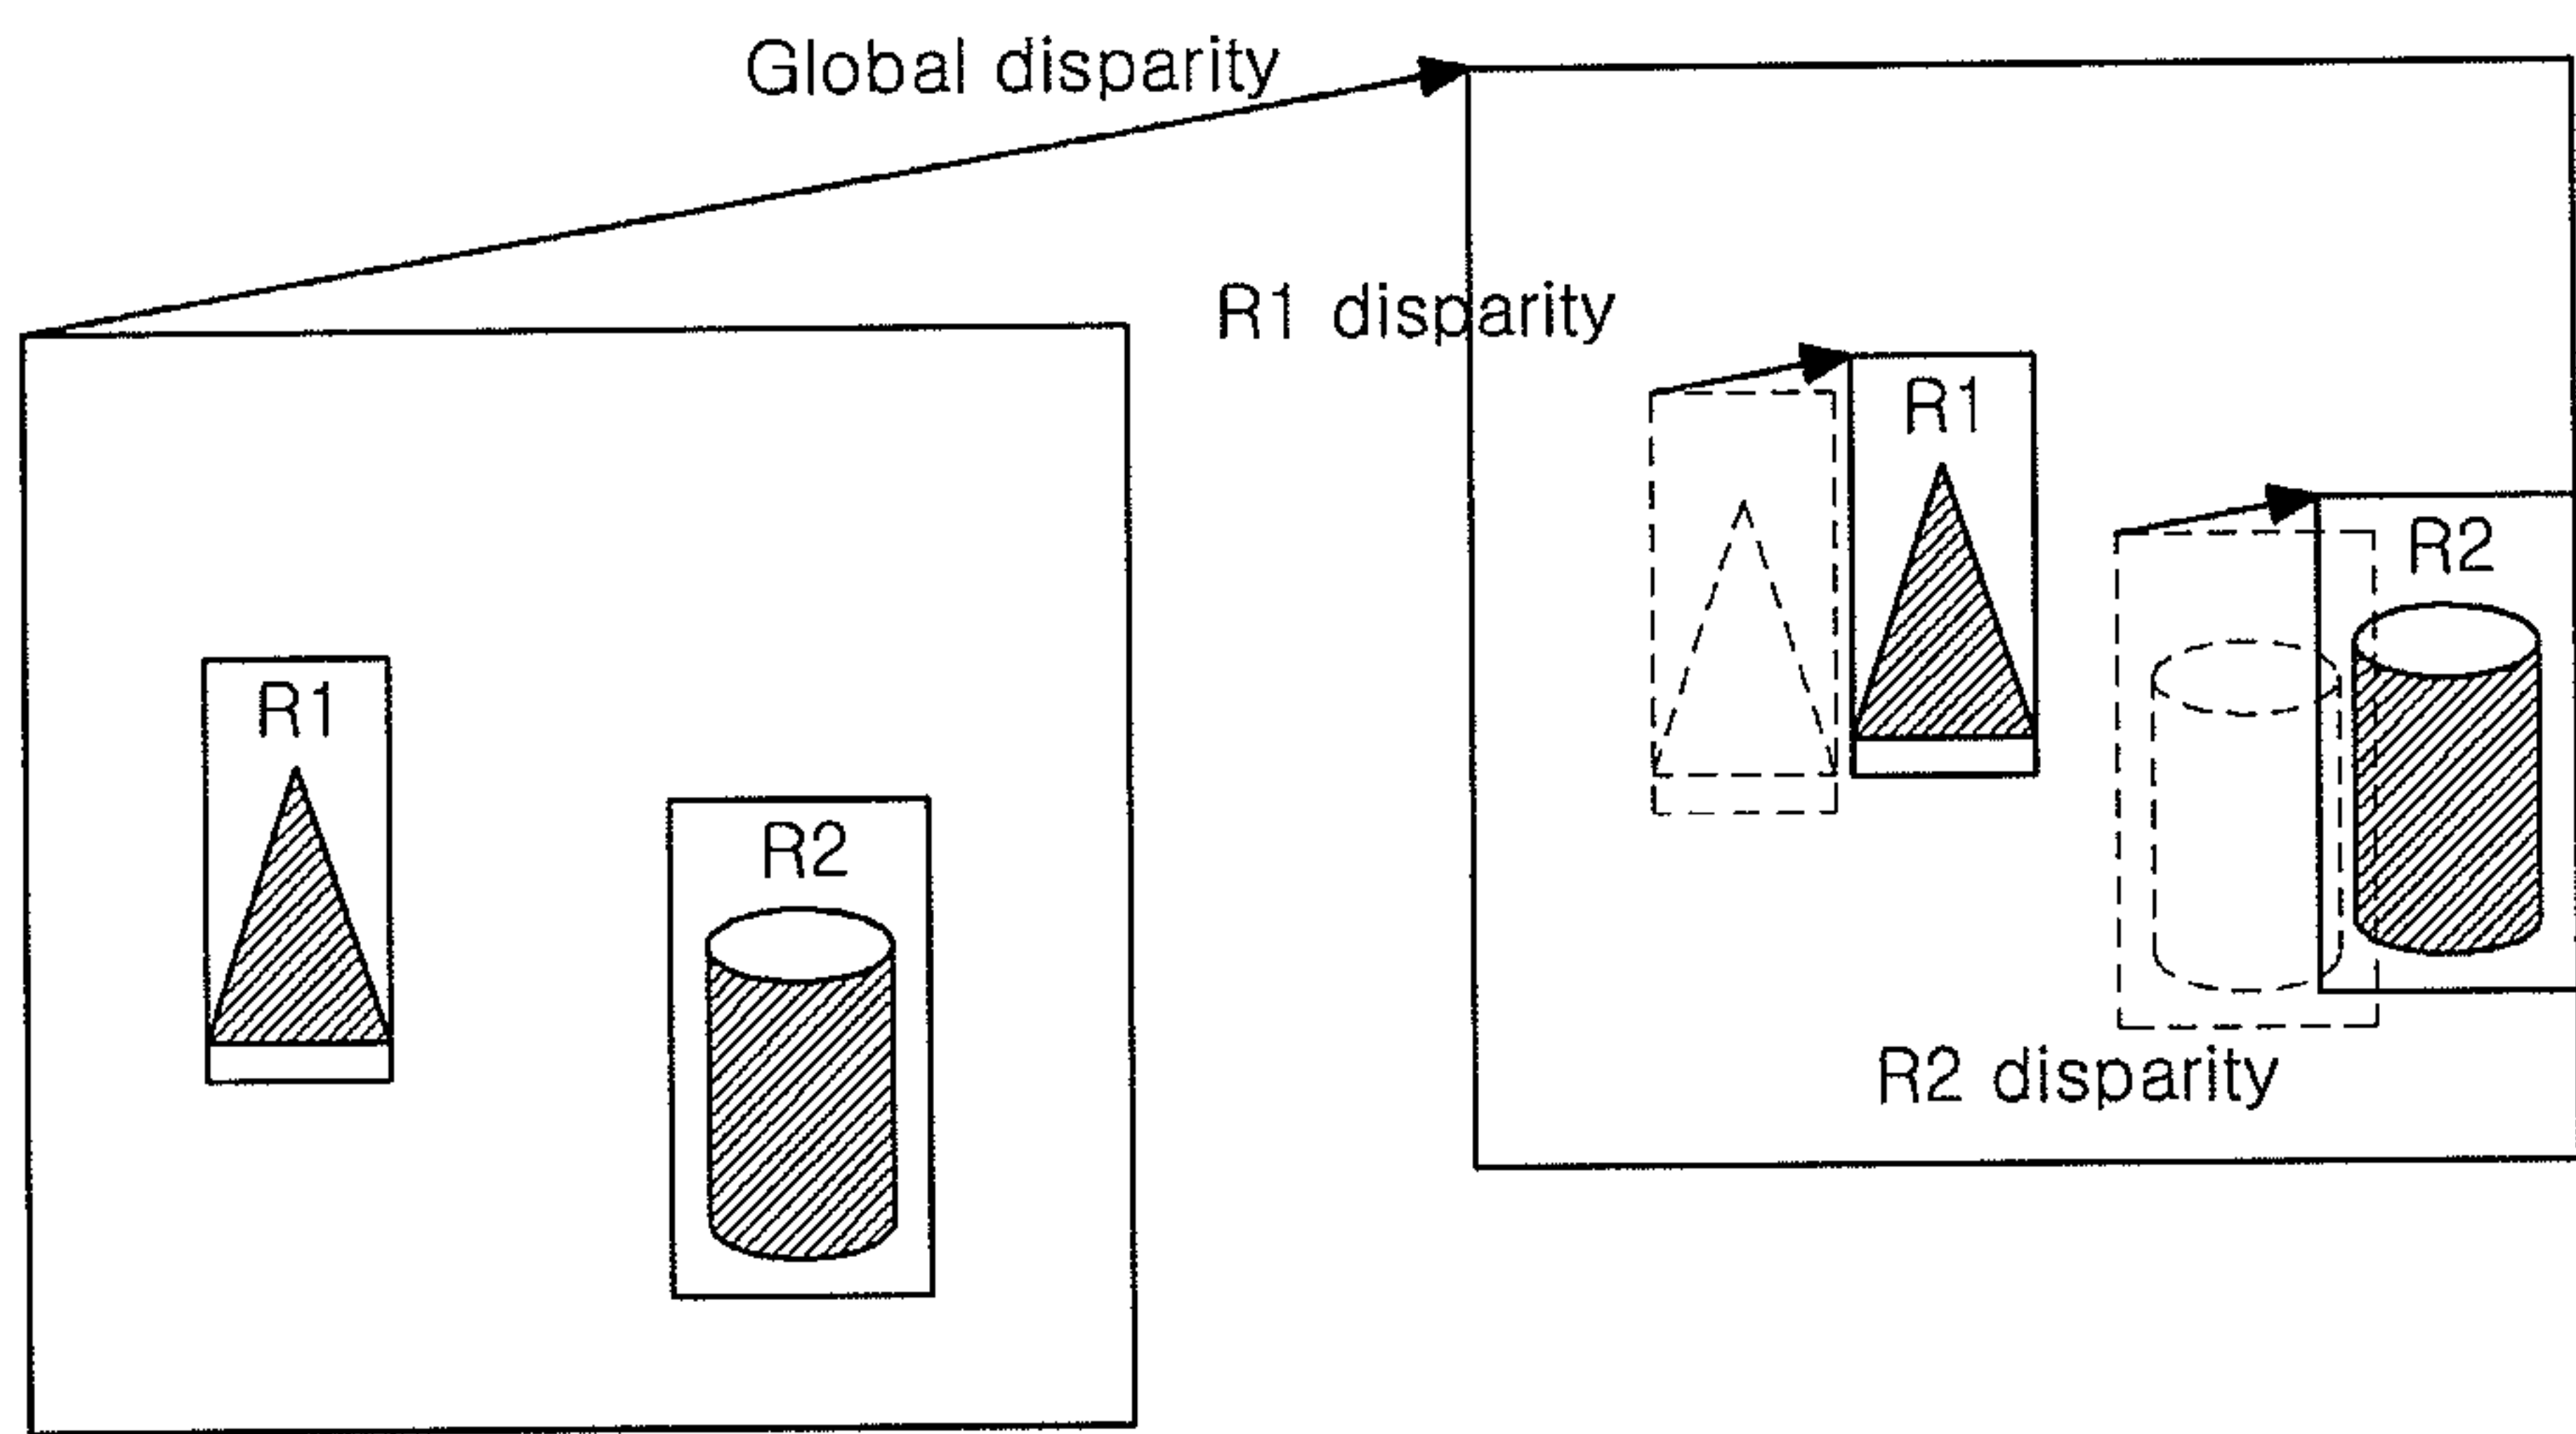 Global disparity
R1 disparity
R1
R2
R1
R2
R2 disparity